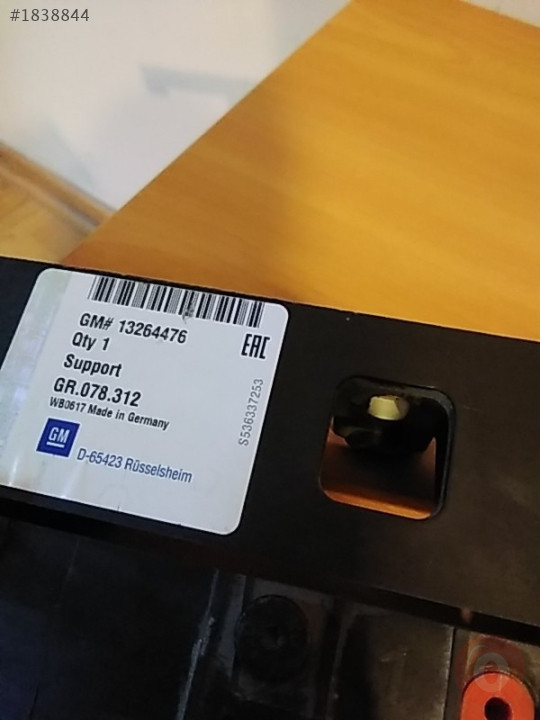 #1838844
GM# 13264476
Qty 1
EAC
Support
GR.078.312
WB0617 Made in Germany
S536337253
GM
D-65423 Rüsselsheim